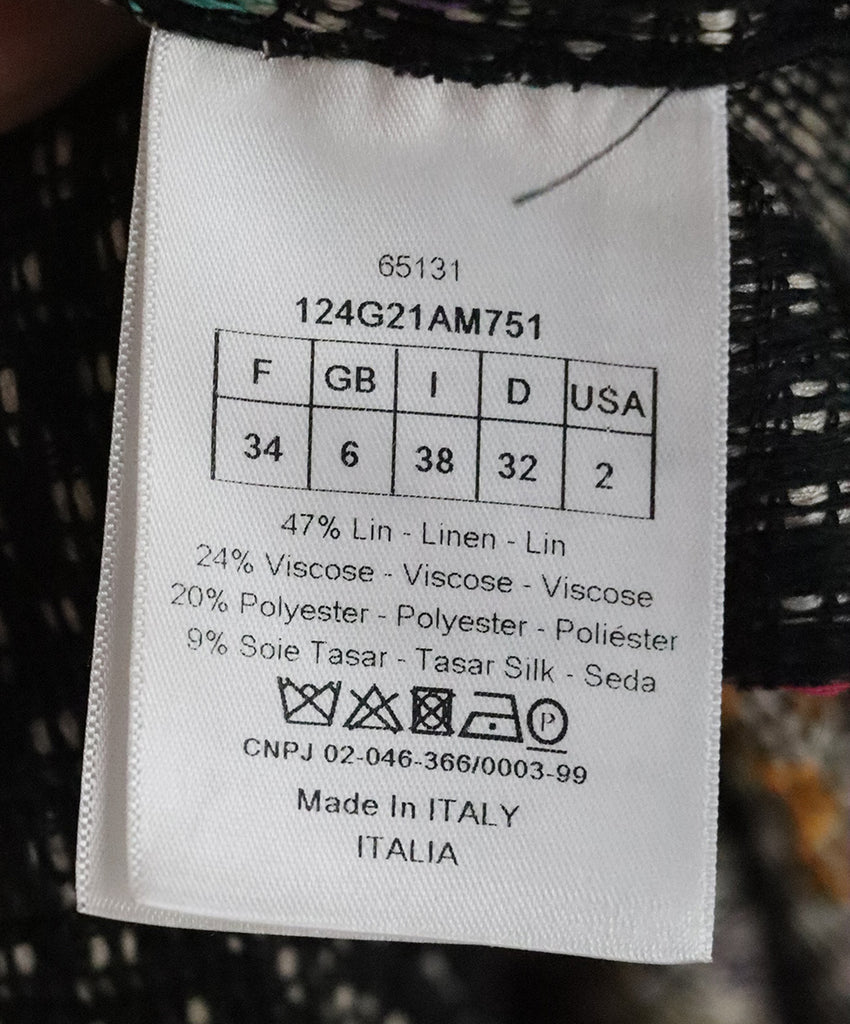 65131
124G21AM751
F GB I D USA
34 6 38 32 2
47% Lin - Linen - Lin
24% Viscose - Viscose - Viscose
20% Polyester - Polyester - Poliéster
9% Soie Tasar - Tasar Silk - Seda
P
CNPJ 02-046-366/0003-99
Made In ITALY
ITALIA